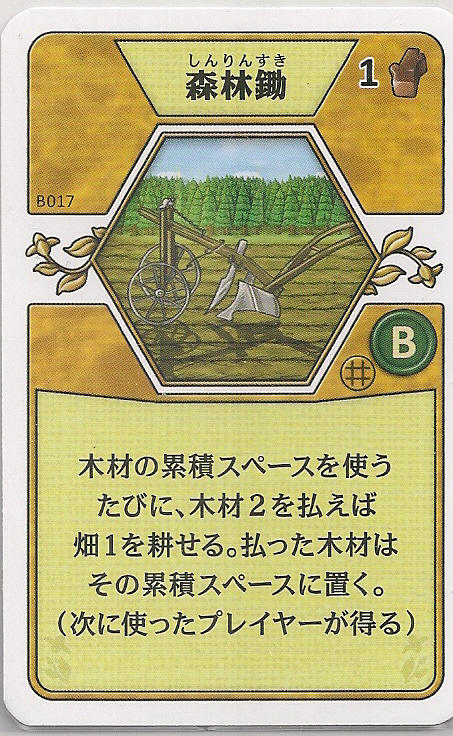 しんりんすき
森林鋤
1
B017
B
木材の累積スペースを使う
たびに、木材2を払えば
畑1を耕せる。払った木材は
その累積スペースに置く。
(次に使ったプレイヤーが得る)